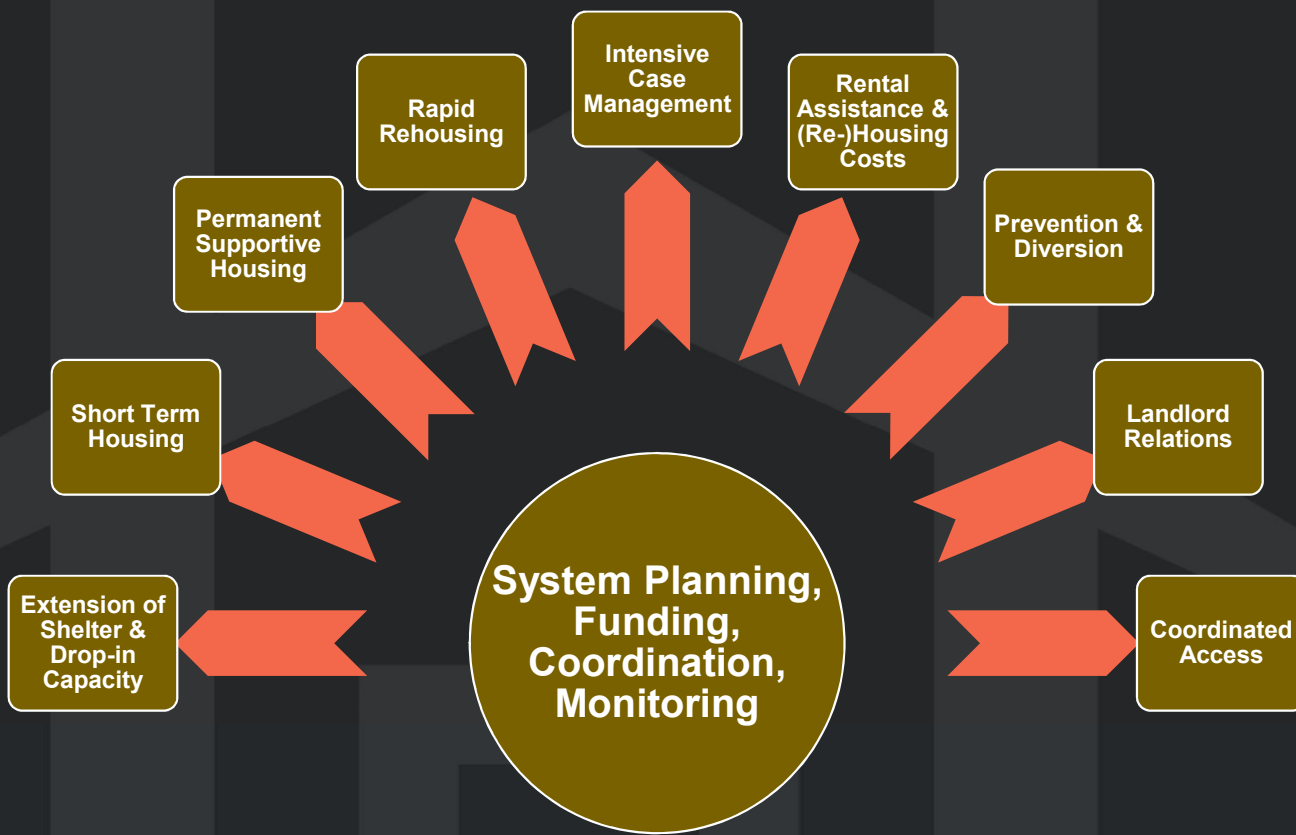 Intensive
Case
Management
Rapid
Rehousing
Rental
Assistance &
(Re-)Housing
Costs
Permanent
Supportive
Housing
Prevention &
Diversion
Short Term
Housing
Landlord
Relations
Extension of
Shelter &
Drop-in
Capacity
System Planning,
Funding,
Coordination,
Monitoring
Coordinated
Access